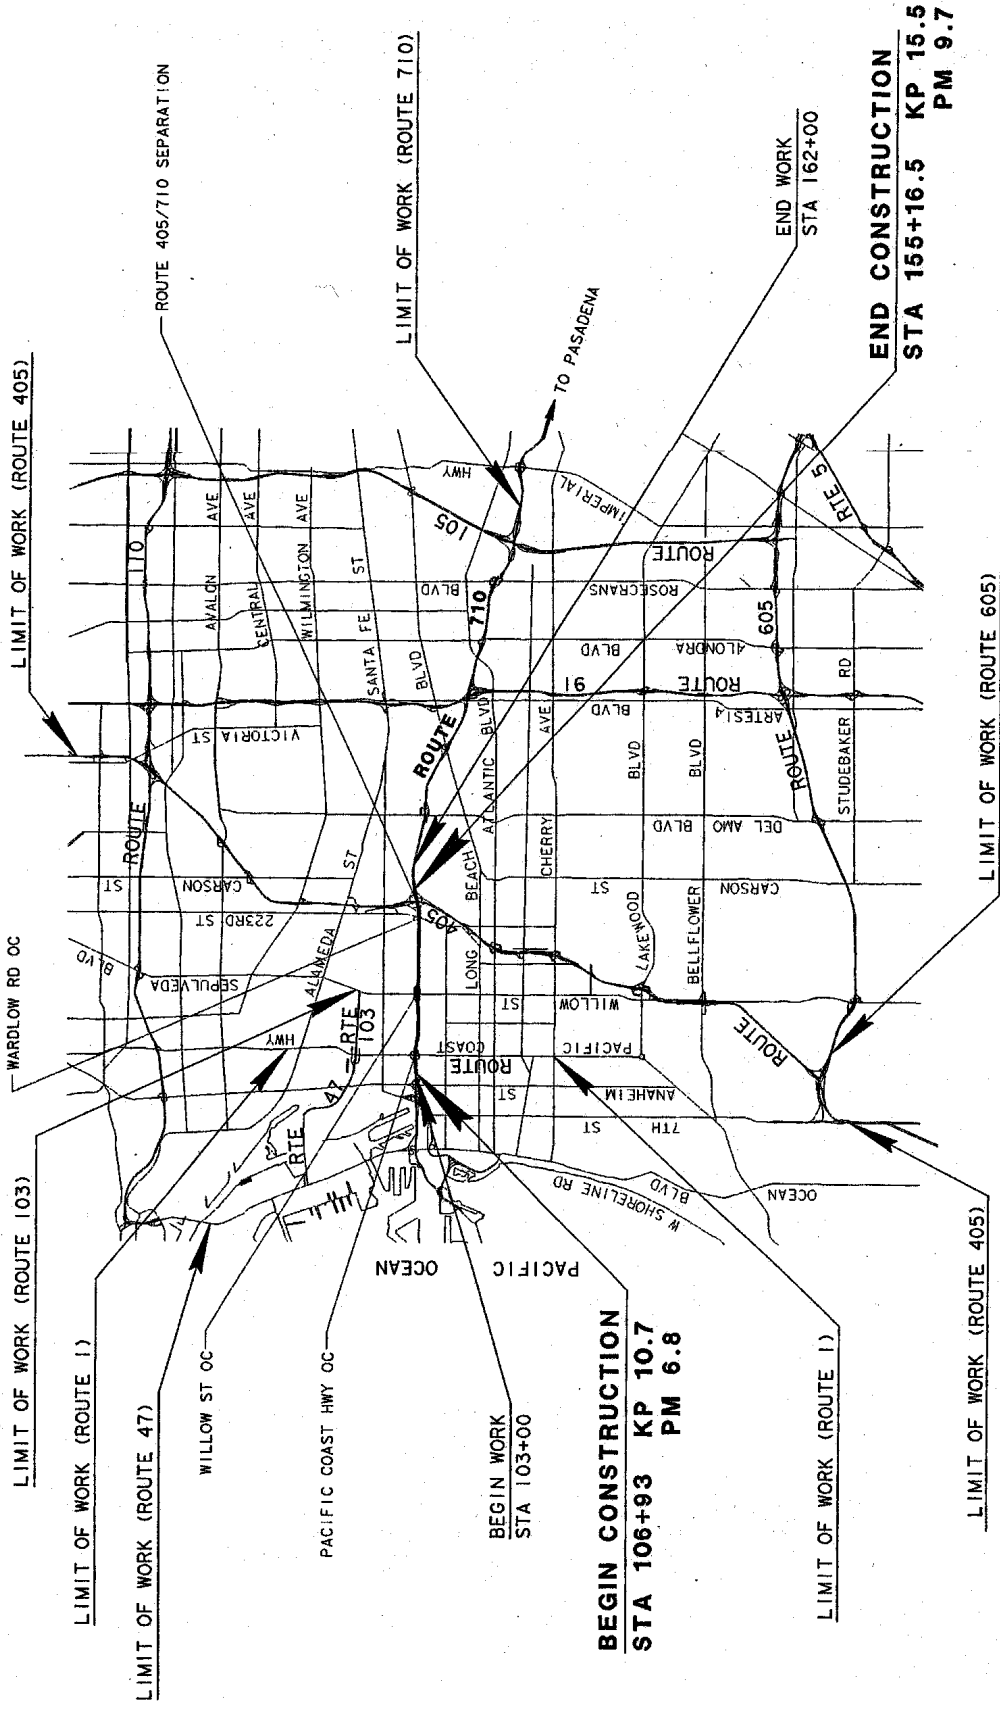 WARDLOW RD OC
LIMIT OF WORK (ROUTE 103)
LIMIT OF WORK (ROUTE 1)
LIMIT OF WORK (ROUTE 47)
WILLOW ST OC
PACIFIC COAST HWY OC
BEGIN WORK
STA 103+00
BEGIN CONSTRUCTION
STA 106+93 KP 10.7
PM 6.8
LIMIT OF WORK (ROUTE 1)
LIMIT OF WORK (ROUTE 405)
LIMIT OF WORK (ROUTE 605)
LIMIT OF WORK (ROUTE 405)
ROUTE 405/710 SEPARATION
LIMIT OF WORK (ROUTE 710)
TO PASADENA
END WORK
STA 162+00
END CONSTRUCTION
STA 155+16.5 KP 15.5
PM 9.7
ROUTE 110
AVALON AVE
CENTRAL AVE
WILMINGTON AVE
SANTA FE ST
ALAMEDA ST
LONG BEACH BLVD
ATLANTIC BLVD
CHERRY AVE
LAKEWOOD BLVD
BELLFLOWER BLVD
STUDEBAKER RD
ROUTE 710
ROUTE 605
RTE 47
RTE 103
RTE 5
105
ROUTE
405
ROUTE
ROUTE 91
ROUTE
IMPERIAL HWY
ROSECRANS BLVD
ALONDRA BLVD
ARTESIA BLVD
VICTORIA ST
DEL AMO BLVD
CARSON ST
CARSON ST
223RD ST
SEPULVEDA BLVD
WILLOW ST
PACIFIC COAST HWY
ANAHEIM ST
7TH ST
OCEAN BLVD
W SHORELINE RD
PACIFIC OCEAN